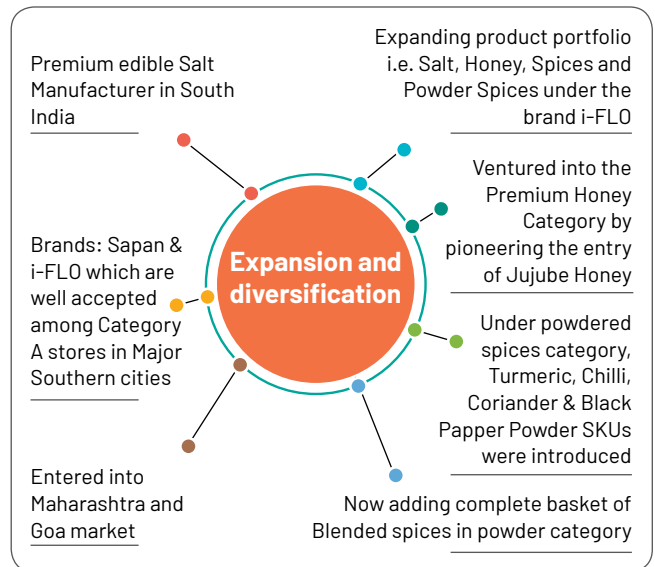 Premium edible Salt
Manufacturer in South
India
Expanding product portfolio
i.e. Salt, Honey, Spices and
Powder Spices under the
brand i-FLO
Ventured into the
Premium Honey
Category by
pioneering the entry
of Jujube Honey
Expansion and
diversification
Brands: Sapan &
i-FLO which are
well accepted
among Category
A stores in Major
Southern cities
Under powdered
spices category,
Turmeric, Chilli,
Coriander & Black
Papper Powder SKUs
were introduced
Entered into
Maharashtra and
Goa market
Now adding complete basket of
Blended spices in powder category